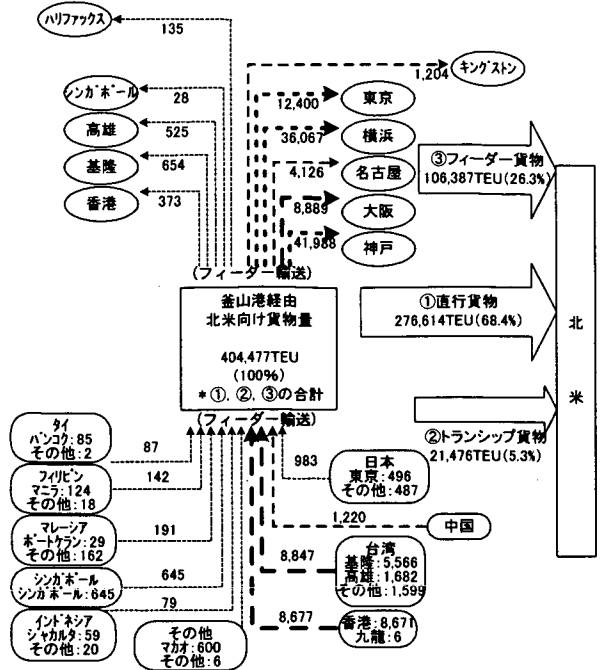 ハリファックス
135
キングストン
1,204
シンガポール
28
東京
12,400
高雄
525
横浜
36,067
基隆
654
名古屋
4,126
香港
373
大阪
8,889
神戸
41,988
③フィーダー貨物
106,387TEU(26.3%)
(フィーダー輸送)
釜山港経由
北米向け貨物量
404,477TEU
(100%)
*①,②,③の合計
(フィーダー輸送)
①直行貨物
276,614TEU(68.4%)
②トランシップ貨物
21,476TEU(5.3%)
北
米
タイ
バンコク:85
その他:2
87
フィリピン
マニラ:124
その他:18
142
マレーシア
ポートケラン:29
その他:162
191
シンガポール
シンガポール:645
645
インドネシア
ジャカルタ:59
その他:20
79
その他
マカオ:600
その他:6
983
日本
東京:496
その他:487
1,220
中国
8,847
台湾
基隆:5,566
高雄:1,682
その他:1,599
8,677
香港:8,671
九龍:6